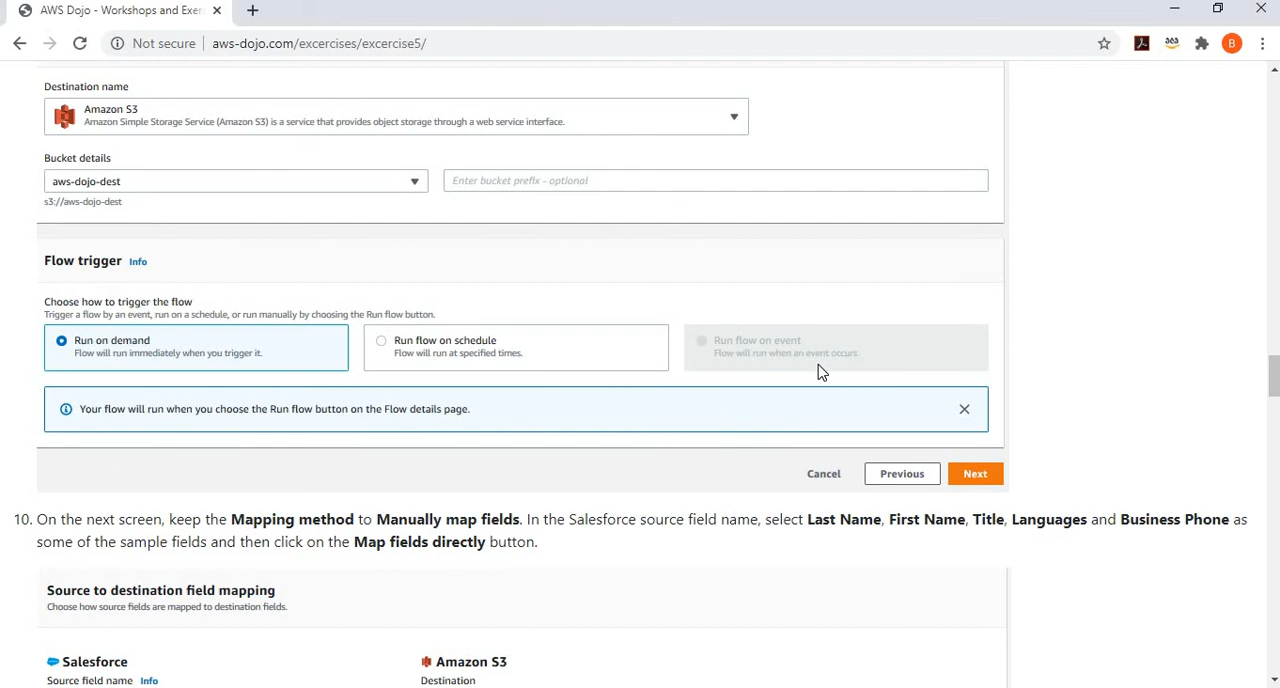 AWS Dojo - Workshops and Exer
Not secure
aws-dojo.com/excercises/excercise5/
B
Destination name
Amazon S3
Amazon Simple Storage Service (Amazon S3) is a service that provides object storage through a web service interface.
Bucket details
aws-dojo-dest
Enter bucket prefix - optional
s3://aws-dojo-dest
Flow trigger Info
Choose how to trigger the flow
Trigger a flow by an event, run on a schedule, or run manually by choosing the Run flow button.
Run on demand
Flow will run immediately when you trigger it.
Run flow on schedule
Flow will run at specified times.
Run flow on event
Flow will run when an event occurs.
Your flow will run when you choose the Run flow button on the Flow details page.
Cancel
Previous
Next
10. On the next screen, keep the Mapping method to Manually map fields. In the Salesforce source field name, select Last Name, First Name, Title, Languages and Business Phone as
some of the sample fields and then click on the Map fields directly button.
Source to destination field mapping
Choose how source fields are mapped to destination fields.
Salesforce
Source field name Info
Amazon S3
Destination